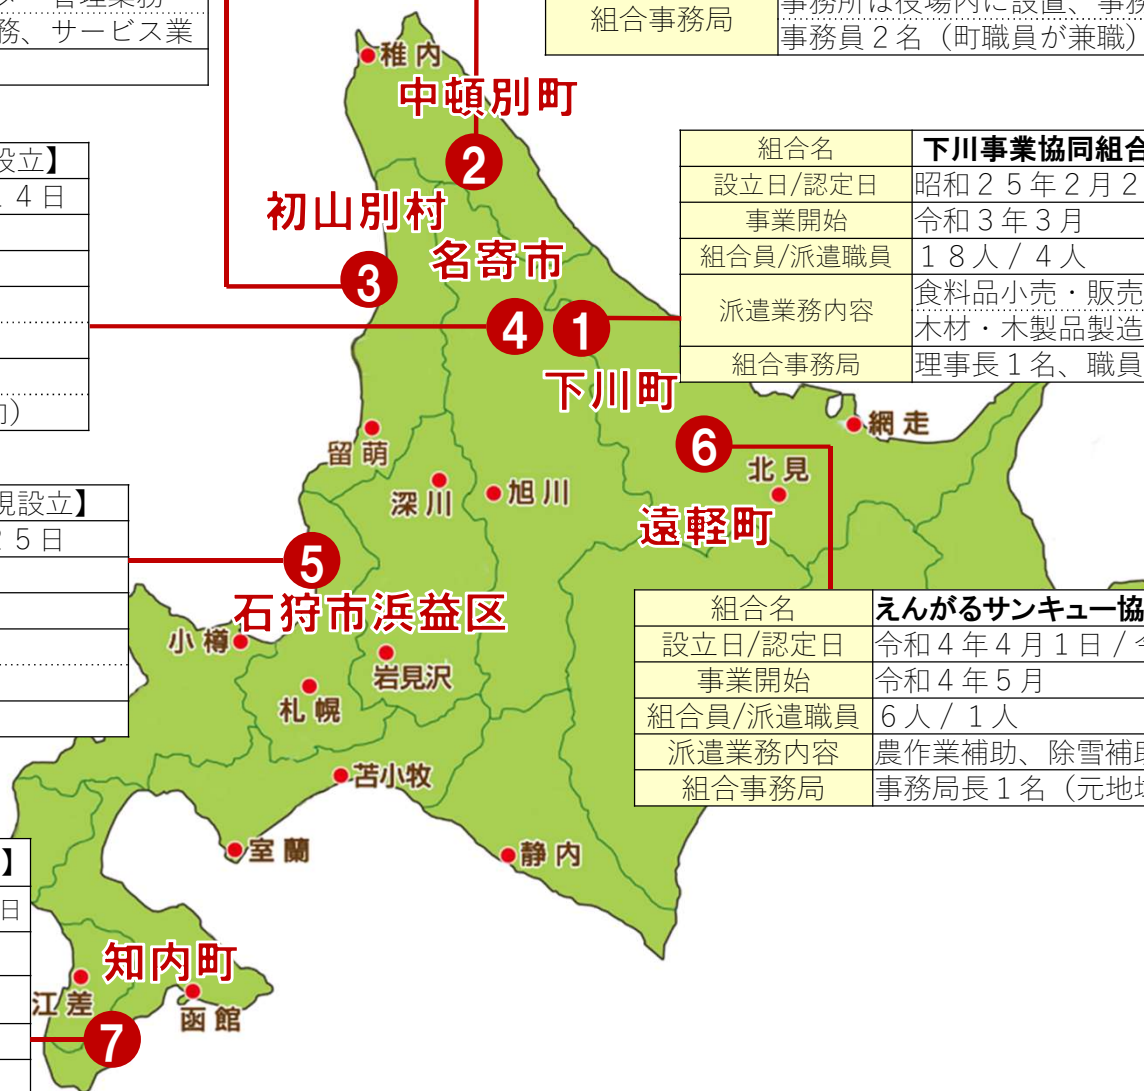 管理業務
務、サービス業
組合事務局
事務所は役場内に設置、事務
事務員２名（町職員が兼職）
稚内
中頓別町
2
設立】
４日
組合名 下川事業協同組合
設立日/認定日 昭和２５年２月２
事業開始 令和３年３月
組合員/派遣職員 １８人 / ４人
派遣業務内容
食料品小売・販売
木材・木製品製造
組合事務局 理事長１名、職員
初山別村
3
名寄市
4
1
下川町
留萌
深川
旭川
6
網走
北見
遠軽町
規設立】
５日
5
石狩市浜益区
小樽
岩見沢
札幌
苫小牧
室蘭
静内
組合名 えんがるサンキュー協
設立日/認定日 令和４年４月１日 /
事業開始 令和４年５月
組合員/派遣職員 ６人 / １人
派遣業務内容 農作業補助、除雪補助
組合事務局 事務局長１名（元地
】
日
知内町
江差
函館
7